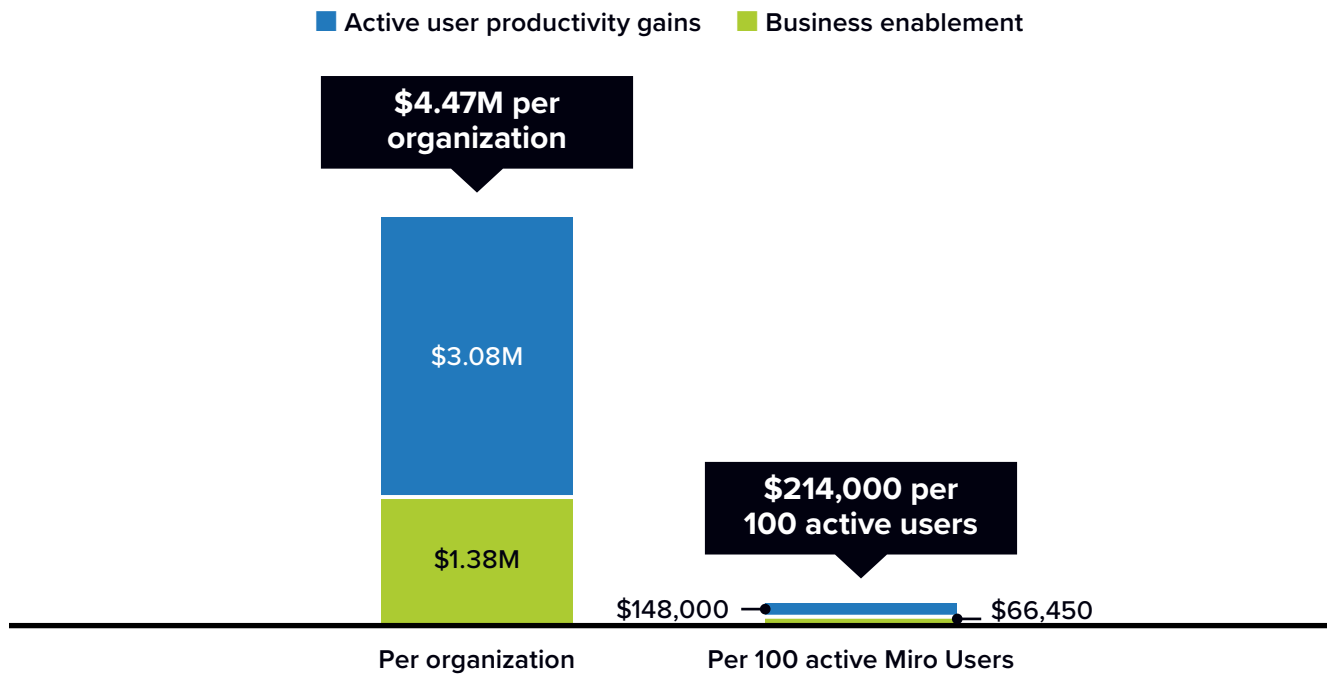 Active user productivity gains
Business enablement
$4.47M per
organization
$3.08M
$1.38M
$214,000 per
100 active users
$148,000
$66,450
Per organization
Per 100 active Miro Users